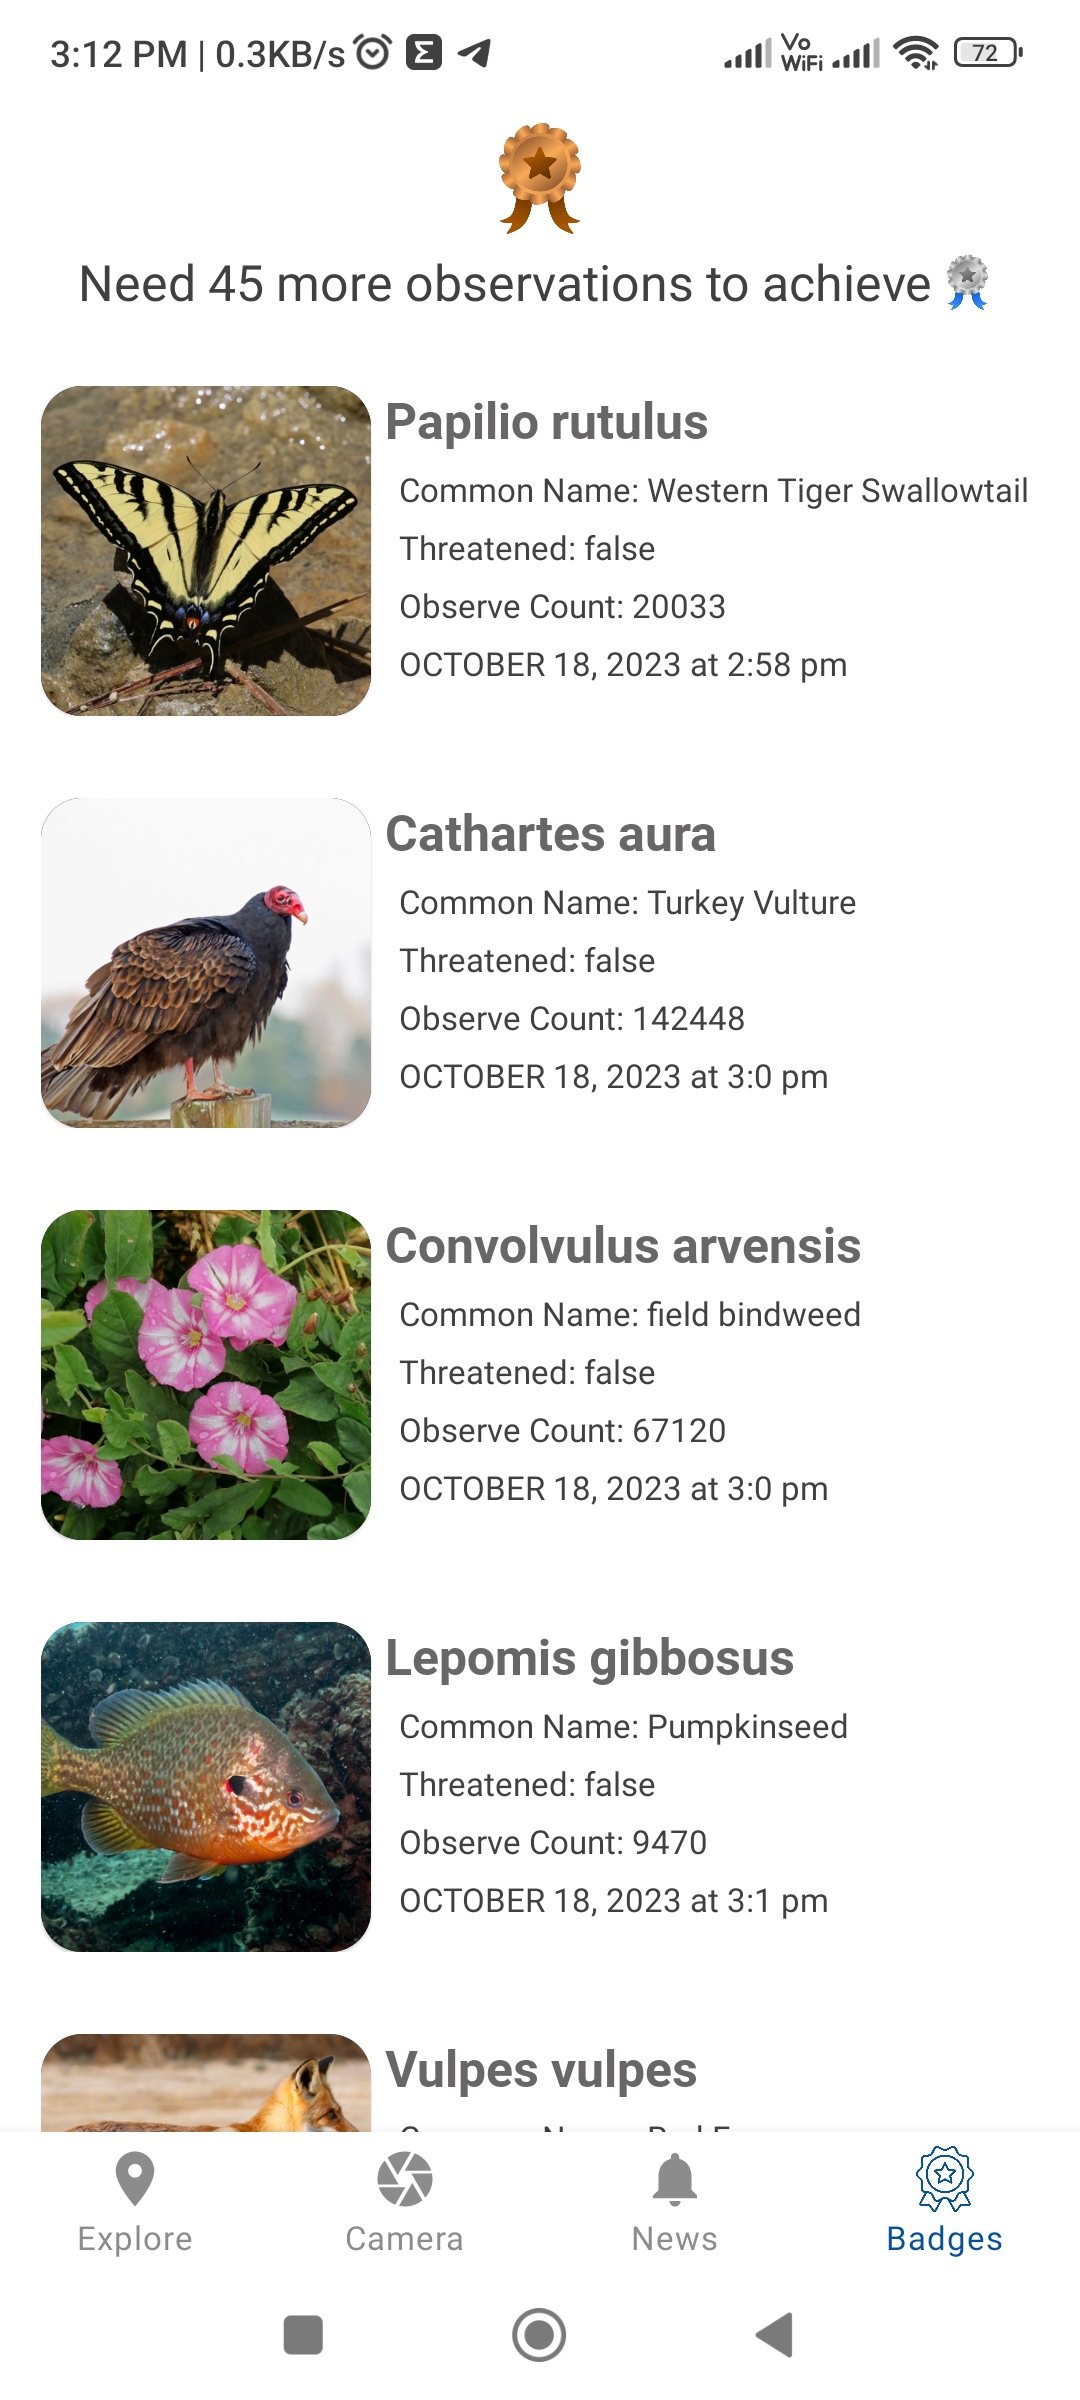 3:12 PM | 0.3KB/s
Vo
WiFi
72
Need 45 more observations to achieve
Papilio rutulus
Common Name: Western Tiger Swallowtail
Threatened: false
Observe Count: 20033
OCTOBER 18, 2023 at 2:58 pm
Cathartes aura
Common Name: Turkey Vulture
Threatened: false
Observe Count: 142448
OCTOBER 18, 2023 at 3:0 pm
Convolvulus arvensis
Common Name: field bindweed
Threatened: false
Observe Count: 67120
OCTOBER 18, 2023 at 3:0 pm
Lepomis gibbosus
Common Name: Pumpkinseed
Threatened: false
Observe Count: 9470
OCTOBER 18, 2023 at 3:1 pm
Vulpes vulpes
Explore
Camera
News
Badges